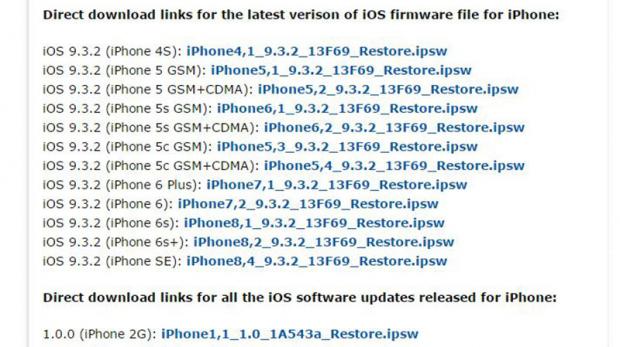 Direct download links for the latest verison of iOS firmware file for iPhone:
iOS 9.3.2 (iPhone 4S): iPhone4,1_9.3.2_13F69_Restore.ipsw
iOS 9.3.2 (iPhone 5 GSM): iPhone5,1_9.3.2_13F69_Restore.ipsw
iOS 9.3.2 (iPhone 5 GSM+CDMA): iPhone5,2_9.3.2_13F69_Restore.ipsw
iOS 9.3.2 (iPhone 5s GSM): iPhone6,1_9.3.2_13F69_Restore.ipsw
iOS 9.3.2 (iPhone 5s GSM+CDMA): iPhone6,2_9.3.2_13F69_Restore.ipsw
iOS 9.3.2 (iPhone 5c GSM): iPhone5,3_9.3.2_13F69_Restore.ipsw
iOS 9.3.2 (iPhone 5c GSM+CDMA): iPhone5,4_9.3.2_13F69_Restore.ipsw
iOS 9.3.2 (iPhone 6 Plus): iPhone7,1_9.3.2_13F69_Restore.ipsw
iOS 9.3.2 (iPhone 6): iPhone7,2_9.3.2_13F69_Restore.ipsw
iOS 9.3.2 (iPhone 6s): iPhone8,1_9.3.2_13F69_Restore.ipsw
iOS 9.3.2 (iPhone 6s+): iPhone8,2_9.3.2_13F69_Restore.ipsw
iOS 9.3.2 (iPhone SE): iPhone8,4_9.3.2_13F69_Restore.ipsw
Direct download links for all the iOS software updates released for iPhone:
1.0.0 (iPhone 2G): iPhone1,1_1.0_1A543a_Restore.ipsw